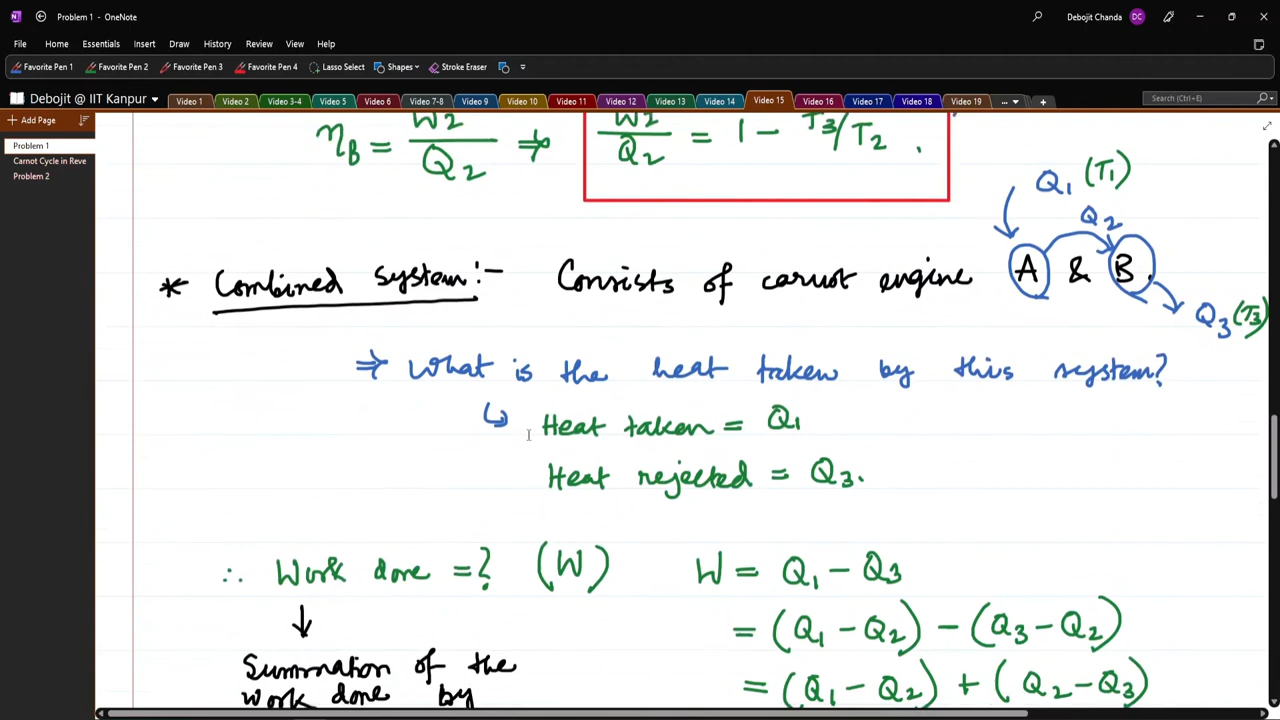 Problem 1 - OneNote
Debojit Chanda DC
File Home Essentials Insert Draw History Review View Help
Favorite Pen 1 Favorite Pen 2 Favorite Pen 3 Favorite Pen 4 Lasso Select Shapes Stroke Eraser
Debojit @ IIT Kanpur Video 1 Video 2 Video 3-4 Video 5 Video 6 Video 7-8 Video 9 Video 10 Video 11 Video 12 Video 13 Video 14 Video 15 Video 16 Video 17 Video 18 Video 19 ... Search (Ctrl+E)
Add Page
Problem 1
Carnot Cycle in Reve
Problem 2
η_B = W2/Q2 ⇒ W2/Q2 = 1 - T3/T2 .
Q1 (T1)
Q2
* Combined system:- Consists of carnot engine A & B.
Q3 (T3)
⇒ What is the heat taken by this system?
↳ Heat taken = Q1
Heat rejected = Q3.
∴ Work done = ? (W) W = Q1 - Q3
= (Q1 - Q2) - (Q3 - Q2)
↓
Summation of the
work done by
= (Q1 - Q2) + (Q2 - Q3)